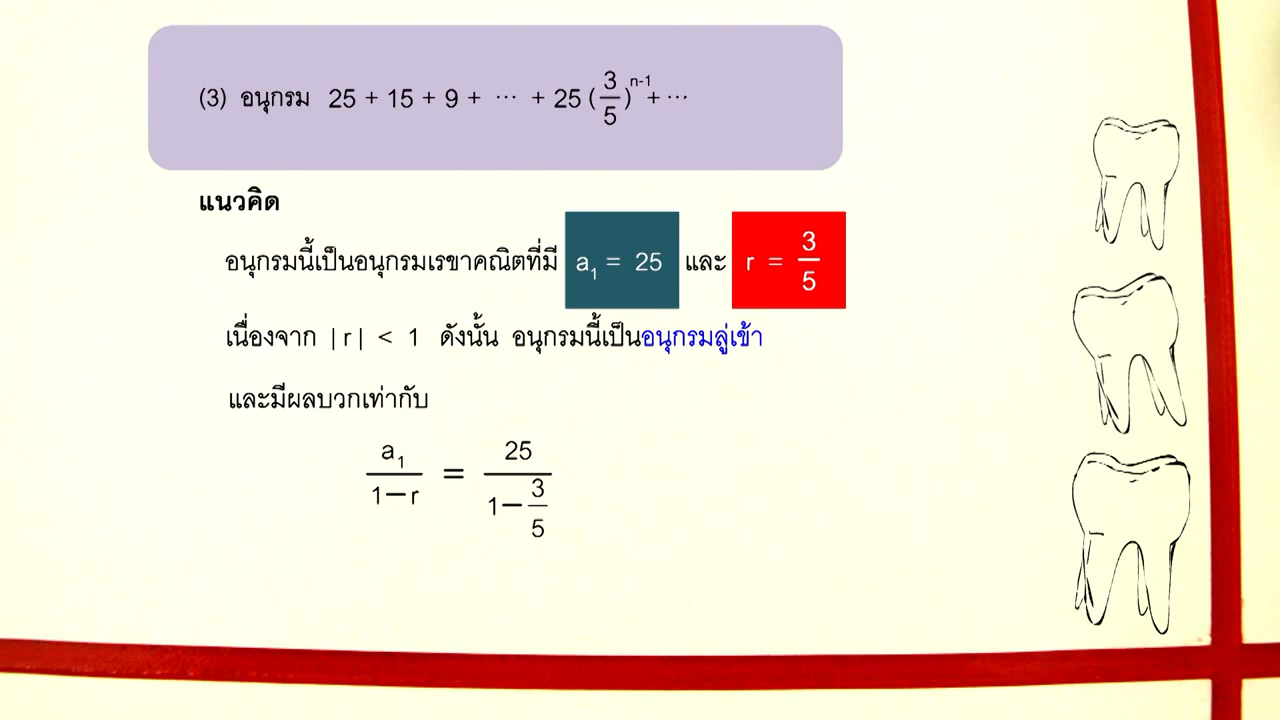 (3) อนุกรม 25 + 15 + 9 + ⋯ + 25 (3/5)^n-1 + ⋯
แนวคิด
อนุกรมนี้เป็นอนุกรมเรขาคณิตที่มี a₁ = 25 และ r = 3/5
เนื่องจาก |r| < 1 ดังนั้น อนุกรมนี้เป็นอนุกรมลู่เข้า
และมีผลบวกเท่ากับ
a₁/1−r = 25/1−3/5